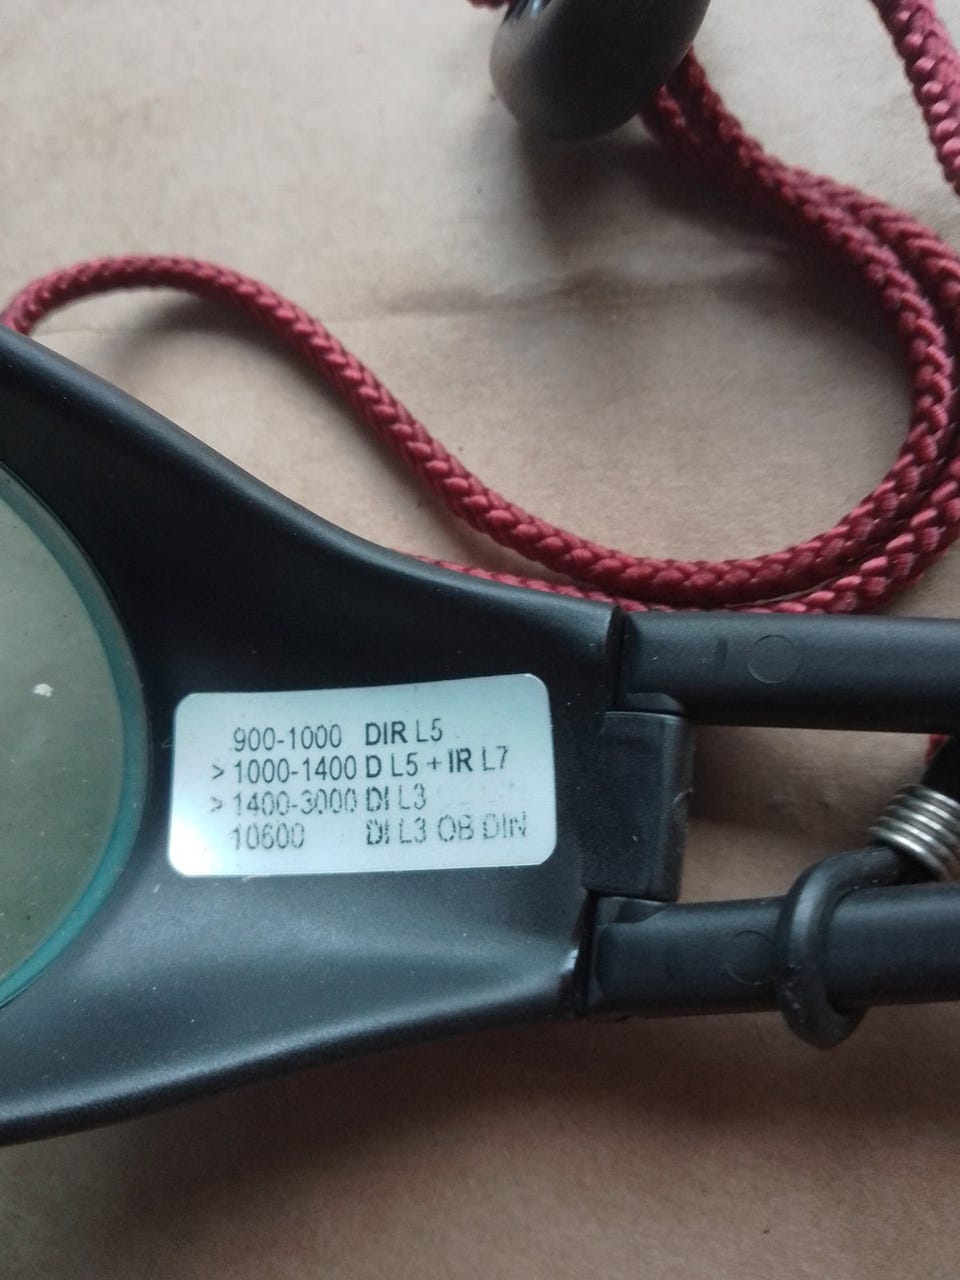 900-1000 DIR L5
> 1000-1400 D L5 + IR L7
> 1400-3000 DI L3
10600 DI L3 OB DIN